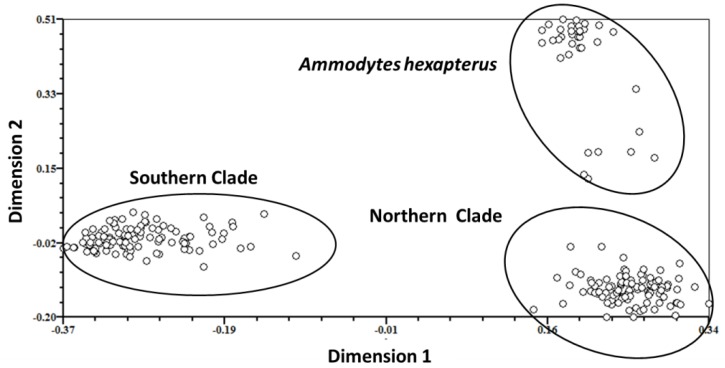 0.51
Ammodytes hexapterus
0.33
Dimension 2
0.15
Southern Clade
Northern Clade
-0.02
-0.20
-0.37 -0.19 -0.01 0.16 0.34
Dimension 1